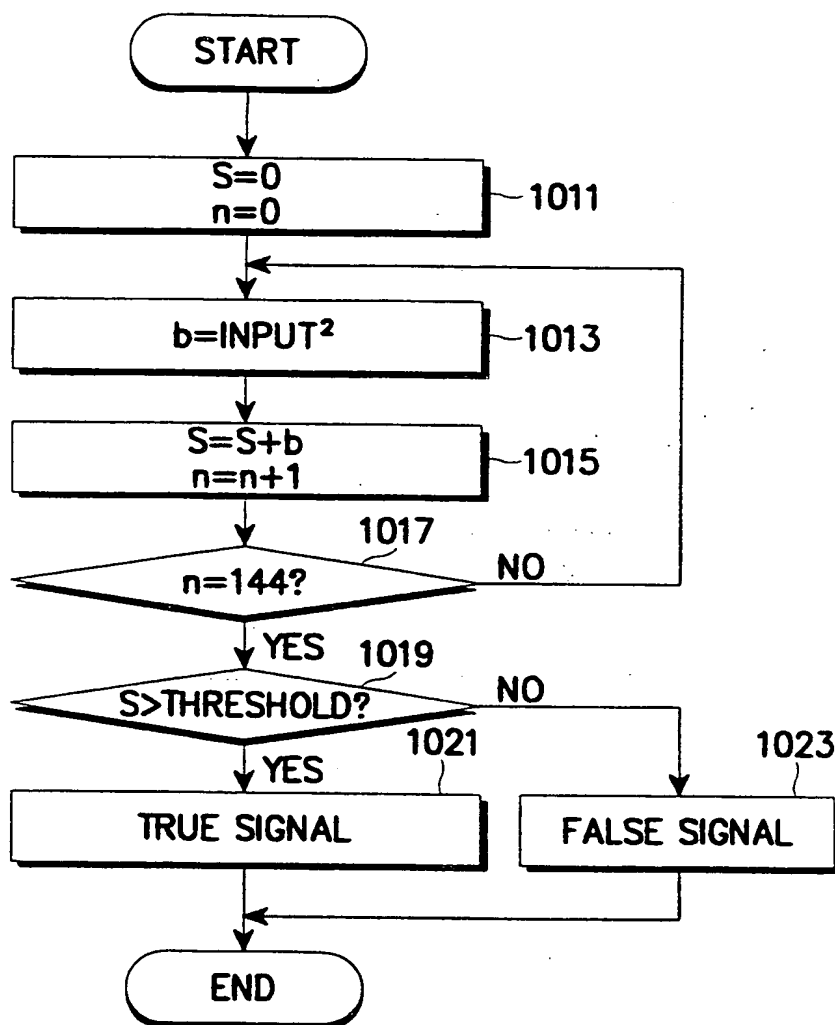 START
S=0
n=0
1011
b=INPUT²
1013
S=S+b
n=n+1
1015
1017
n=144?
NO
YES
1019
S>THRESHOLD?
NO
YES
1021
1023
TRUE SIGNAL
FALSE SIGNAL
END